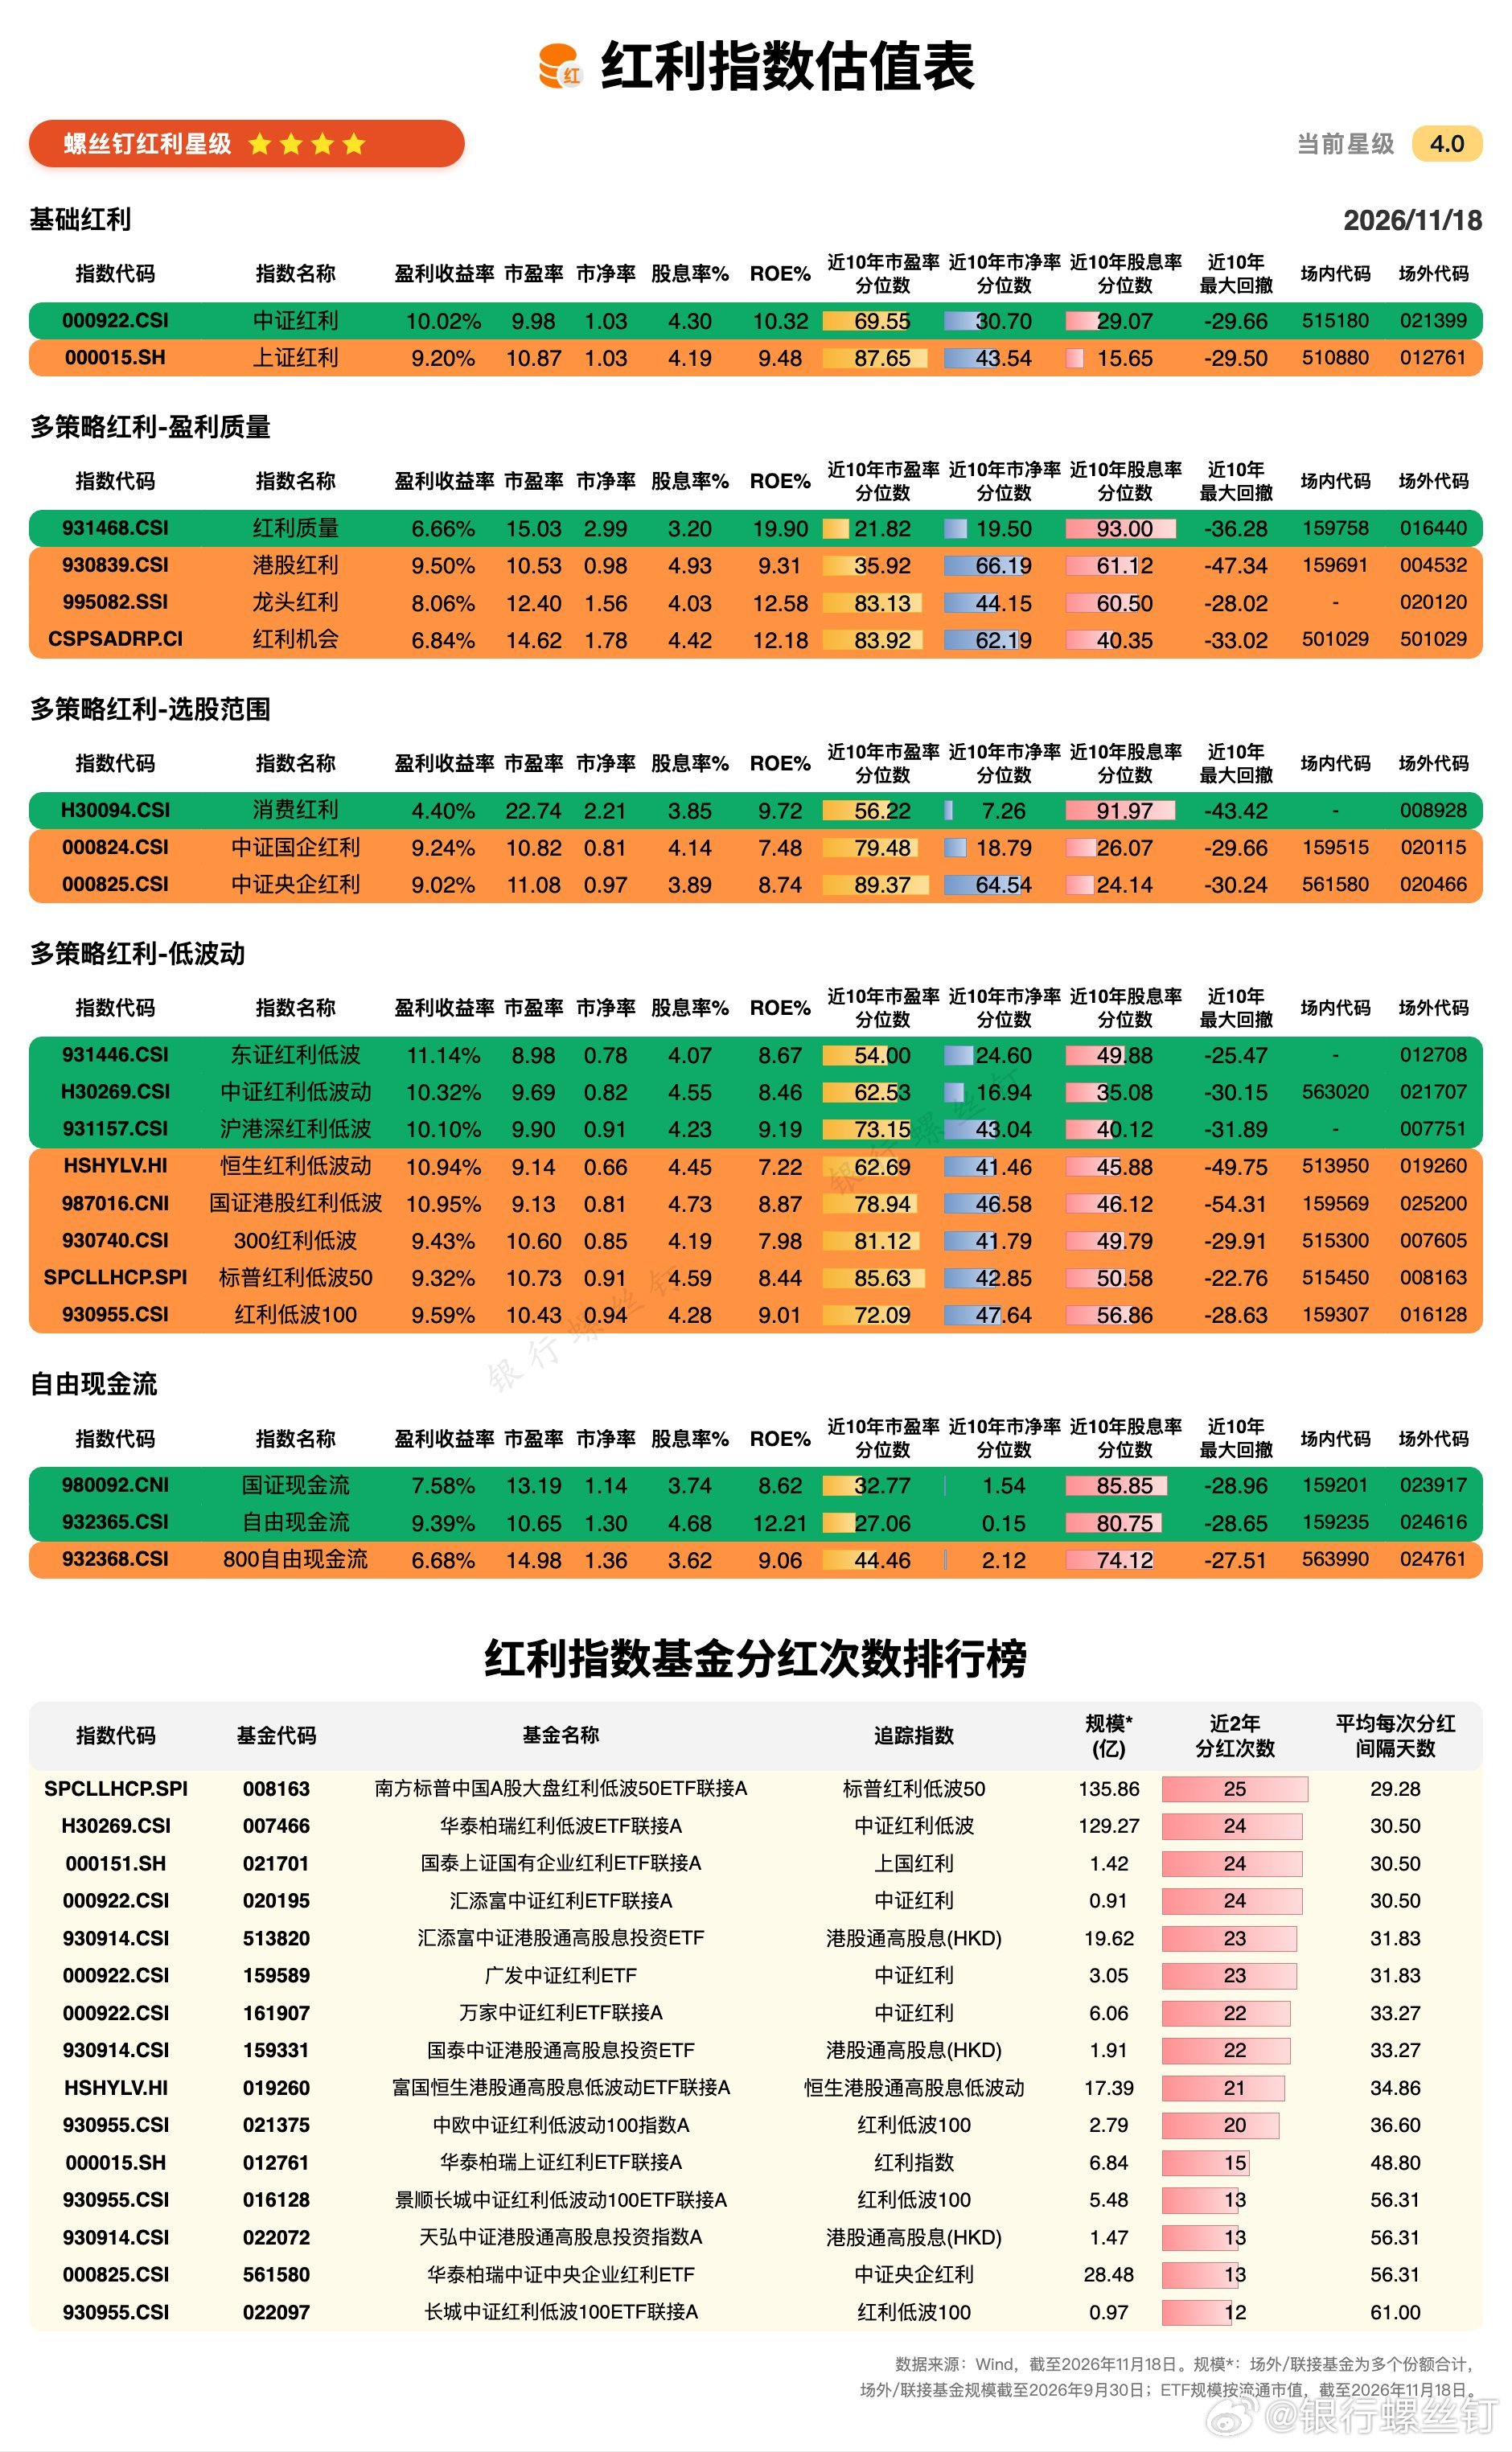 红利指数估值表
螺丝钉红利星级
当前星级 4.0
基础红利 2026/11/18
指数代码 指数名称 盈利收益率 市盈率 市净率 股息率% ROE% 近10年市盈率分位数 近10年市净率分位数 近10年股息率分位数 近10年最大回撤 场内代码 场外代码
000922.CSI 中证红利 10.02% 9.98 1.03 4.30 10.32 69.55 30.70 29.07 -29.66 515180 021399
000015.SH 上证红利 9.20% 10.87 1.03 4.19 9.48 87.65 43.54 15.65 -29.50 510880 012761
多策略红利-盈利质量
指数代码 指数名称 盈利收益率 市盈率 市净率 股息率% ROE% 近10年市盈率分位数 近10年市净率分位数 近10年股息率分位数 近10年最大回撤 场内代码 场外代码
931468.CSI 红利质量 6.66% 15.03 2.99 3.20 19.90 21.82 19.50 93.00 -36.28 159758 016440
930839.CSI 港股红利 9.50% 10.53 0.98 4.93 9.31 35.92 66.19 61.12 -47.34 159691 004532
995082.SSI 龙头红利 8.06% 12.40 1.56 4.03 12.58 83.13 44.15 60.50 -28.02 - 020120
CSPSADRP.CI 红利机会 6.84% 14.62 1.78 4.42 12.18 83.92 62.19 40.35 -33.02 501029 501029
多策略红利-选股范围
指数代码 指数名称 盈利收益率 市盈率 市净率 股息率% ROE% 近10年市盈率分位数 近10年市净率分位数 近10年股息率分位数 近10年最大回撤 场内代码 场外代码
H30094.CSI 消费红利 4.40% 22.74 2.21 3.85 9.72 56.22 7.26 91.97 -43.42 - 008928
000824.CSI 中证国企红利 9.24% 10.82 0.81 4.14 7.48 79.48 18.79 26.07 -29.66 159515 020115
000825.CSI 中证央企红利 9.02% 11.08 0.97 3.89 8.74 89.37 64.54 24.14 -30.24 561580 020466
多策略红利-低波动
指数代码 指数名称 盈利收益率 市盈率 市净率 股息率% ROE% 近10年市盈率分位数 近10年市净率分位数 近10年股息率分位数 近10年最大回撤 场内代码 场外代码
931446.CSI 东证红利低波 11.14% 8.98 0.78 4.07 8.67 54.00 24.60 49.88 -25.47 - 012708
H30269.CSI 中证红利低波动 10.32% 9.69 0.82 4.55 8.46 62.53 16.94 35.08 -30.15 563020 021707
931157.CSI 沪港深红利低波 10.10% 9.90 0.91 4.23 9.19 73.15 43.04 40.12 -31.89 - 007751
HSHYLV.HI 恒生红利低波动 10.94% 9.14 0.66 4.45 7.22 62.69 41.46 45.88 -49.75 513950 019260
987016.CNI 国证港股红利低波 10.95% 9.13 0.81 4.73 8.87 78.94 46.58 46.12 -54.31 159569 025200
930740.CSI 300红利低波 9.43% 10.60 0.85 4.19 7.98 81.12 41.79 49.79 -29.91 515300 007605
SPCLLHCP.SPI 标普红利低波50 9.32% 10.73 0.91 4.59 8.44 85.63 42.85 50.58 -22.76 515450 008163
930955.CSI 红利低波100 9.59% 10.43 0.94 4.28 9.01 72.09 47.64 56.86 -28.63 159307 016128
银行螺丝钉
银行螺丝钉
自由现金流
指数代码 指数名称 盈利收益率 市盈率 市净率 股息率% ROE% 近10年市盈率分位数 近10年市净率分位数 近10年股息率分位数 近10年最大回撤 场内代码 场外代码
980092.CNI 国证现金流 7.58% 13.19 1.14 3.74 8.62 32.77 1.54 85.85 -28.96 159201 023917
932365.CSI 自由现金流 9.39% 10.65 1.30 4.68 12.21 27.06 0.15 80.75 -28.65 159235 024616
932368.CSI 800自由现金流 6.68% 14.98 1.36 3.62 9.06 44.46 2.12 74.12 -27.51 563990 024761
红利指数基金分红次数排行榜
指数代码 基金代码 基金名称 追踪指数 规模*(亿) 近2年分红次数 平均每次分红间隔天数
SPCLLHCP.SPI 008163 南方标普中国A股大盘红利低波50ETF联接A 标普红利低波50 135.86 25 29.28
H30269.CSI 007466 华泰柏瑞红利低波ETF联接A 中证红利低波 129.27 24 30.50
000151.SH 021701 国泰上证国有企业红利ETF联接A 上国红利 1.42 24 30.50
000922.CSI 020195 汇添富中证红利ETF联接A 中证红利 0.91 24 30.50
930914.CSI 513820 汇添富中证港股通高股息投资ETF 港股通高股息(HKD) 19.62 23 31.83
000922.CSI 159589 广发中证红利ETF 中证红利 3.05 23 31.83
000922.CSI 161907 万家中证红利ETF联接A 中证红利 6.06 22 33.27
930914.CSI 159331 国泰中证港股通高股息投资ETF 港股通高股息(HKD) 1.91 22 33.27
HSHYLV.HI 019260 富国恒生港股通高股息低波动ETF联接A 恒生港股通高股息低波动 17.39 21 34.86
930955.CSI 021375 中欧中证红利低波动100指数A 红利低波100 2.79 20 36.60
000015.SH 012761 华泰柏瑞上证红利ETF联接A 红利指数 6.84 15 48.80
930955.CSI 016128 景顺长城中证红利低波动100ETF联接A 红利低波100 5.48 13 56.31
930914.CSI 022072 天弘中证港股通高股息投资指数A 港股通高股息(HKD) 1.47 13 56.31
000825.CSI 561580 华泰柏瑞中证中央企业红利ETF 中证央企红利 28.48 13 56.31
930955.CSI 022097 长城中证红利低波100ETF联接A 红利低波100 0.97 12 61.00
数据来源：Wind，截至2026年11月18日。规模*：场外/联接基金为多个份额合计，
场外/联接基金规模截至2026年9月30日；ETF规模按流通市值，截至2026年11月18日。
@银行螺丝钉